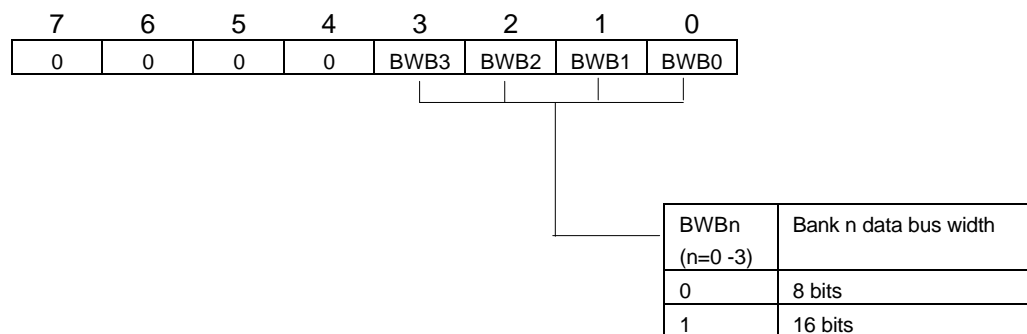 7 6 5 4 3 2 1 0
0 0 0 0 BWB3 BWB2 BWB1 BWB0
BWBn Bank n data bus width
(n=0 -3)
0 8 bits
1 16 bits